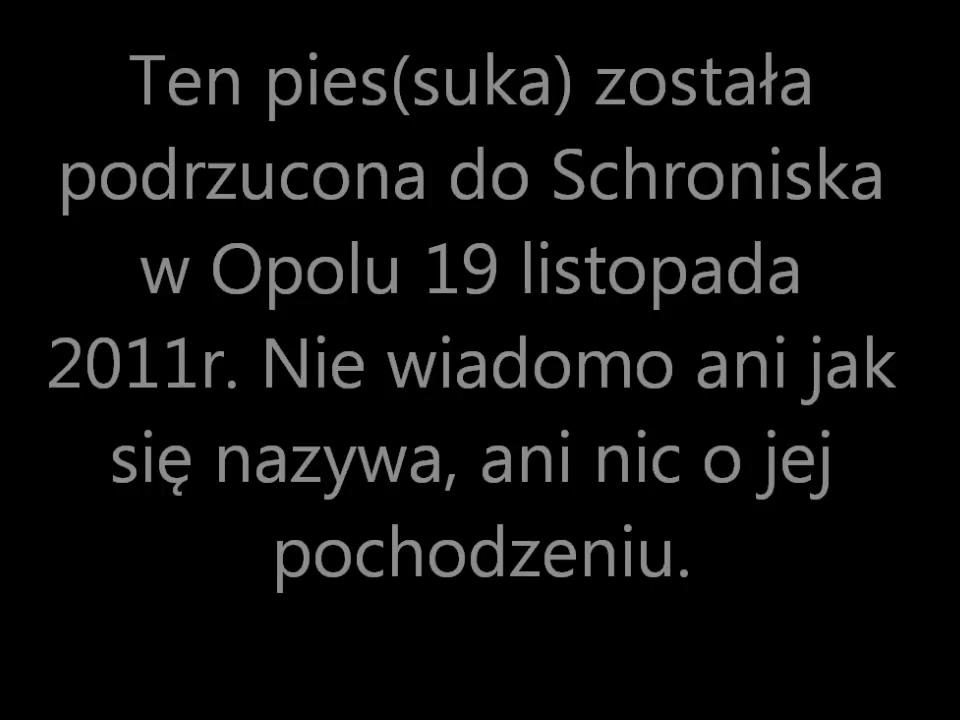 Ten pies(suka) została
podrzucona do Schroniska
w Opolu 19 listopada
2011r. Nie wiadomo ani jak
się nazywa, ani nic o jej
pochodzeniu.